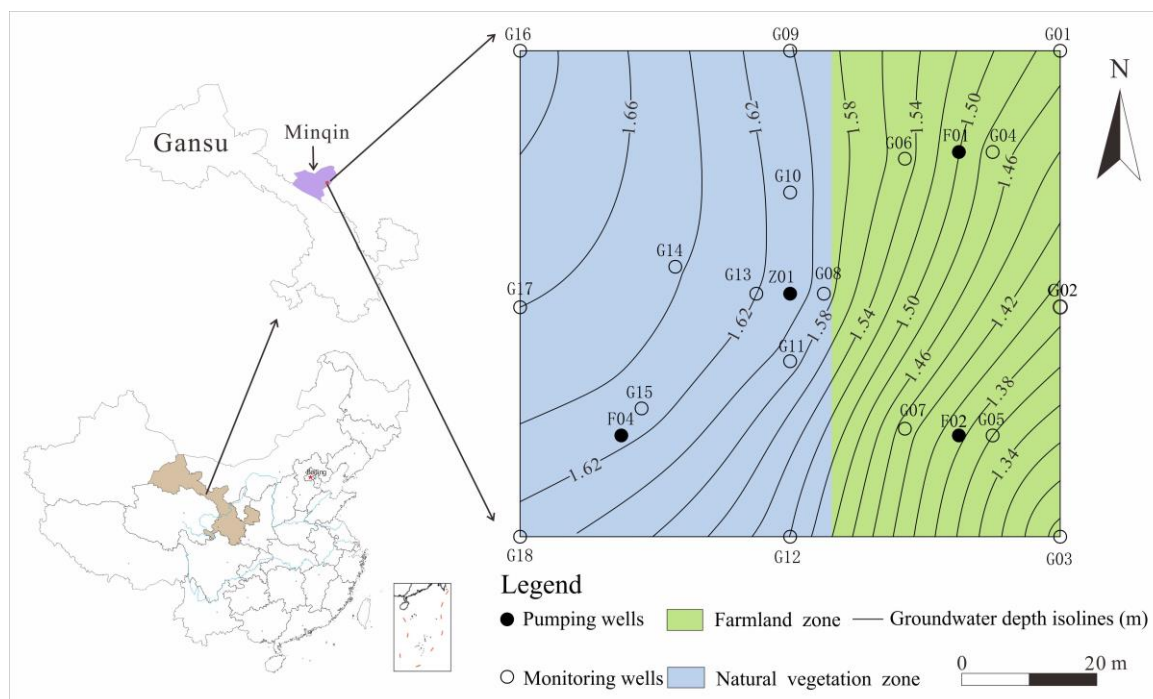 G16
G09
G01
N
Gansu
Minqin
1.66
1.62
1.58
1.54
1.50
F01
G04
G06
1.46
G10
G14
G13
Z01
G08
G17
G02
1.62
1.58
1.54
1.50
1.42
G11
1.46
1.38
G15
F04
G07
F02
G05
1.62
1.34
Beijing
G18
G12
G03
Legend
Pumping wells
Farmland zone
Groundwater depth isolines (m)
Monitoring wells
Natural vegetation zone
0 20 m